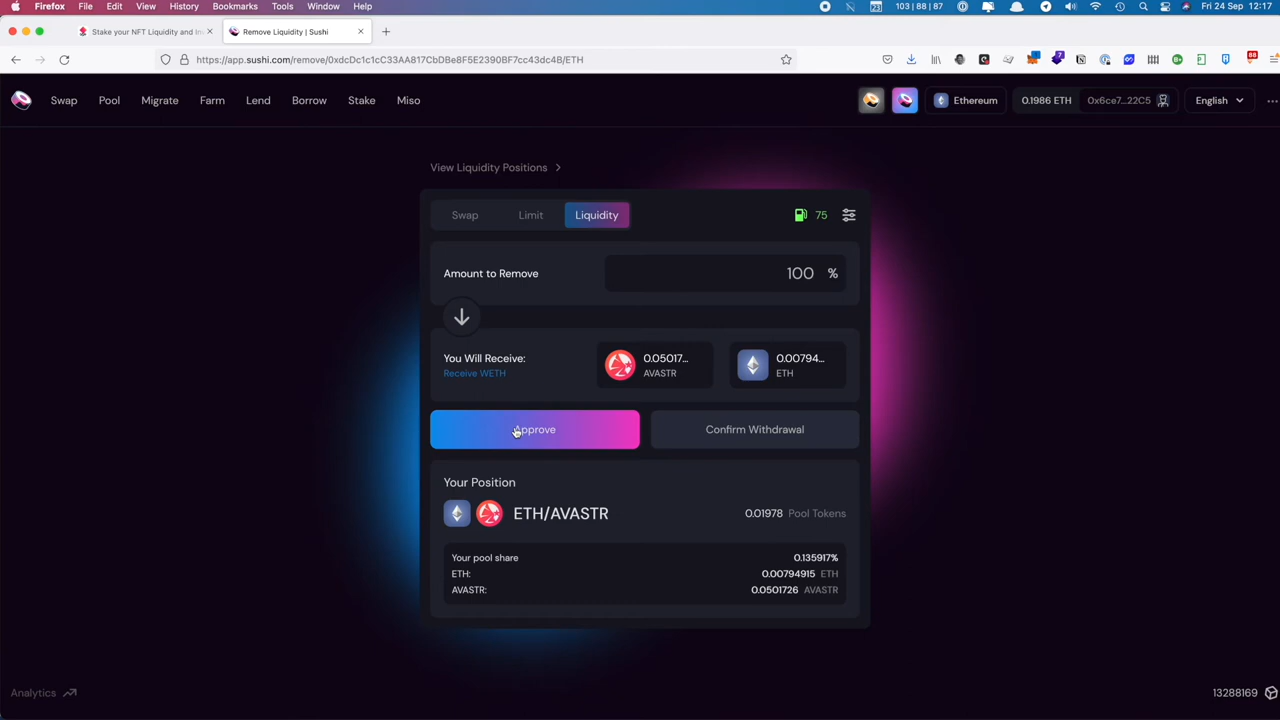 Firefox File Edit View History Bookmarks Tools Window Help
103 | 88 | 87 Fri 24 Sep 12:17
Stake your NFT Liquidity and In
Remove Liquidity | Sushi
https://app.sushi.com/remove/0xdcD1c1cC33AA817CbDBe8F5E2390BF7cc43dc4B/ETH
7
88
Swap Pool Migrate Farm Lend Borrow Stake Miso
Ethereum 0.1986 ETH 0x6ce7...22C5 English
View Liquidity Positions
Swap Limit Liquidity 75
Amount to Remove 100 %
You Will Receive:
Receive WETH
0.05017...
AVASTR
0.00794...
ETH
Approve Confirm Withdrawal
Your Position
ETH/AVASTR 0.01978 Pool Tokens
Your pool share 0.135917%
ETH: 0.00794915 ETH
AVASTR: 0.0501726 AVASTR
Analytics 13288169